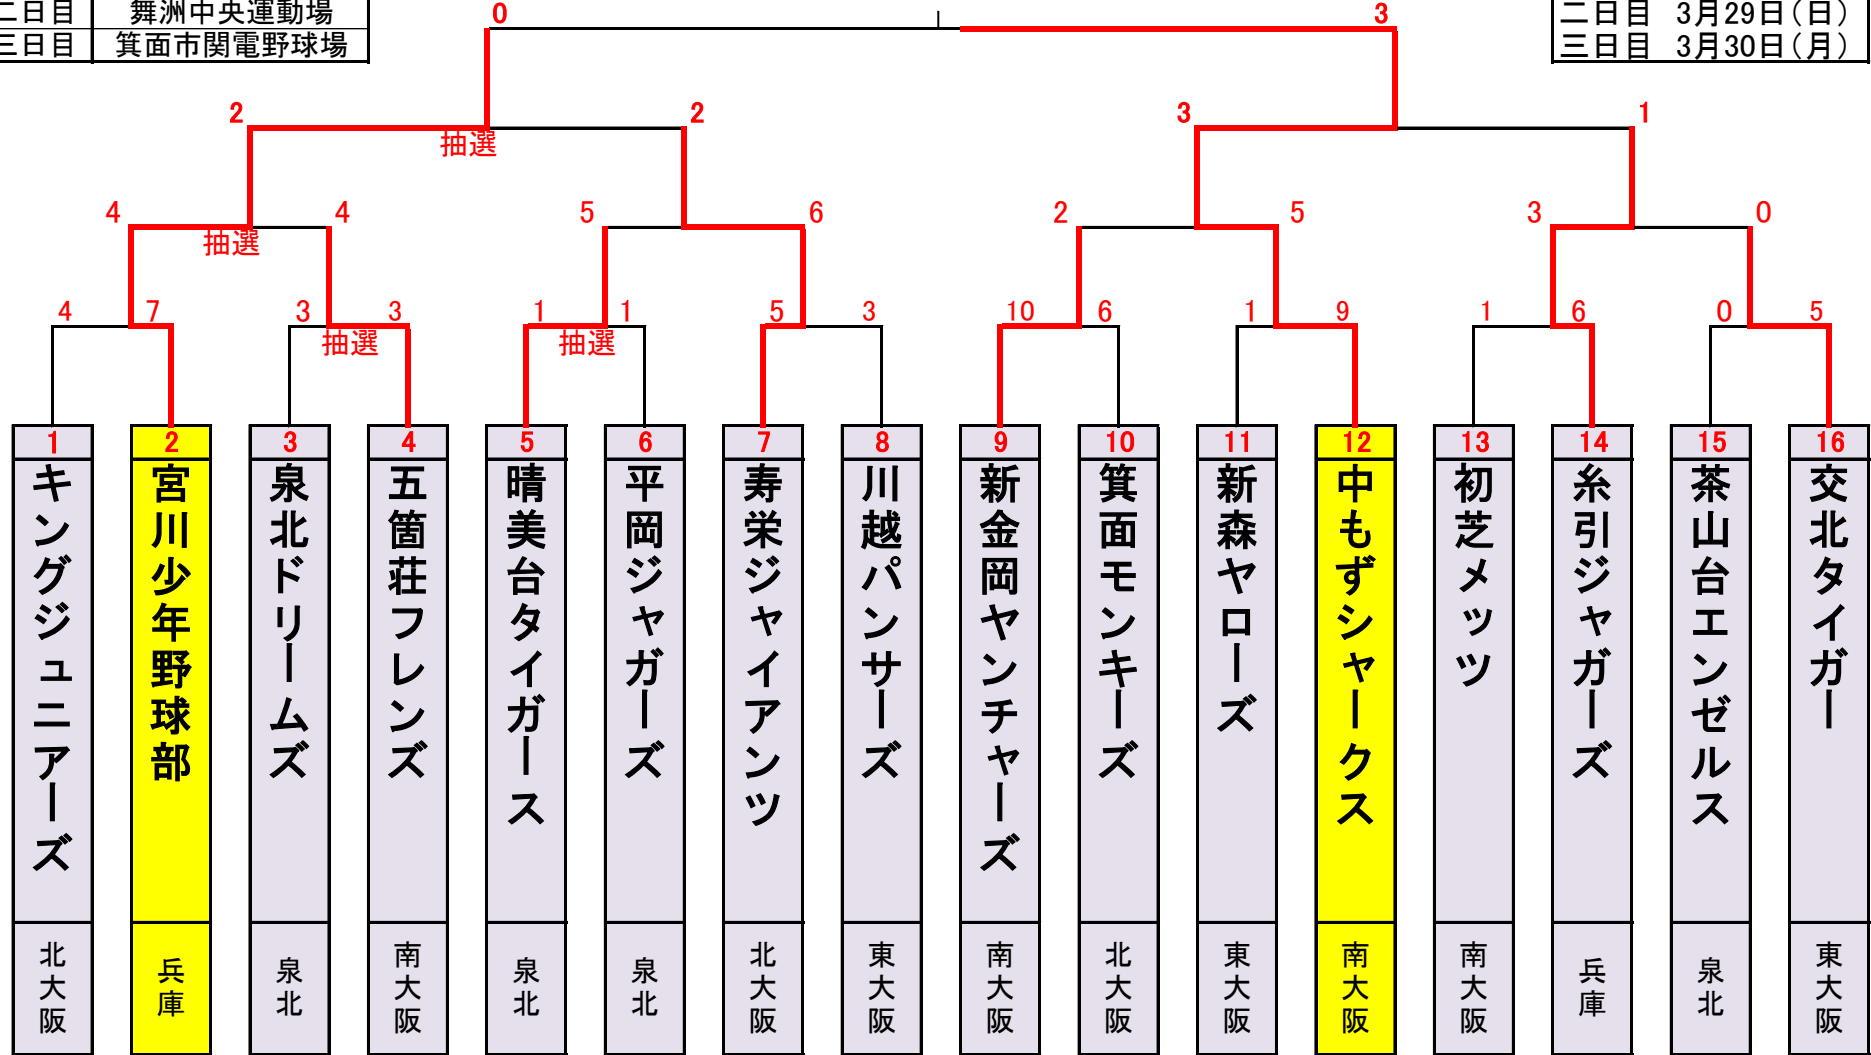 二日目 舞洲中央運動場
三日目 箕面市関電野球場
二日目 3月29日(日)
三日目 3月30日(月)
0 3
2 2 3 1
抽選
4 4 5 6 2 5 3 0
抽選
4 7 3 3 1 1 5 3 10 6 1 9 1 6 0 5
抽選 抽選
1 2 3 4 5 6 7 8 9 10 11 12 13 14 15 16
キングジュニアーズ
宮川少年野球部
泉北ドリームズ
五箇荘フレンズ
晴美台タイガース
平岡ジャガーズ
寿栄ジャイアンツ
川越パンサーズ
新金岡ヤンチャーズ
箕面モンキーズ
新森ヤローズ
中もずシャークス
初芝メッツ
糸引ジャガーズ
茶山台エンゼルス
交北タイガー
北大阪
兵庫
泉北
南大阪
泉北
泉北
北大阪
東大阪
南大阪
北大阪
東大阪
南大阪
南大阪
兵庫
泉北
東大阪